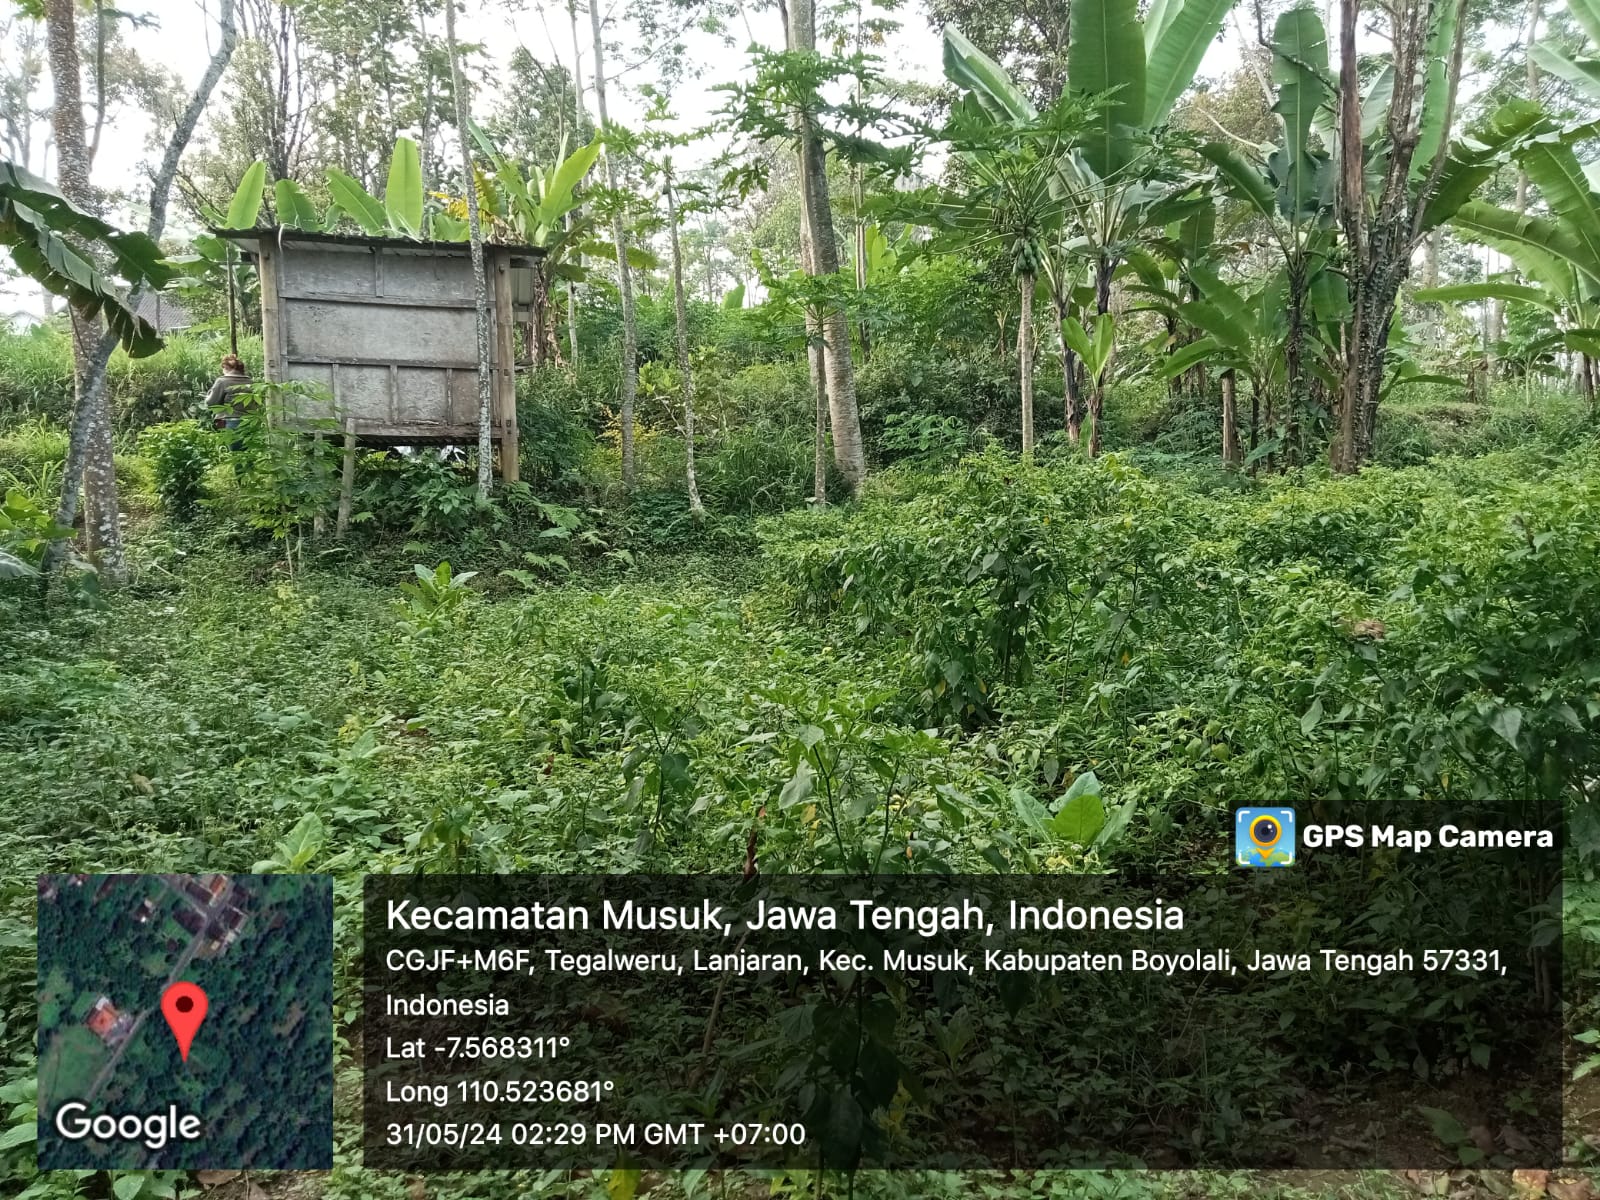 GPS Map Camera
Kecamatan Musuk, Jawa Tengah, Indonesia
CGJF+M6F, Tegalweru, Lanjaran, Kec. Musuk, Kabupaten Boyolali, Jawa Tengah 57331,
Indonesia
Lat -7.568311°
Long 110.523681°
31/05/24 02:29 PM GMT +07:00
Google